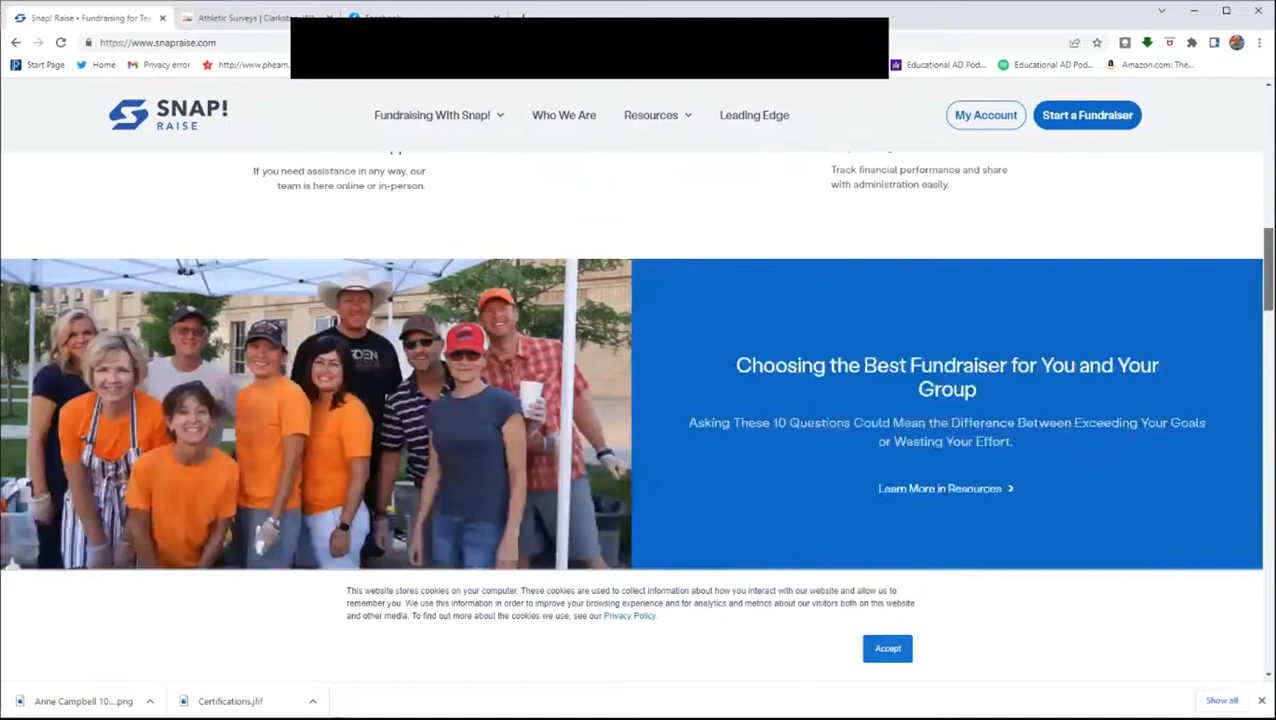 Snap! Raise • Fundraising for Te
Athletic Surveys | Clarkston, W
https://www.snapraise.com
Start Page
Home
Privacy error
http://www.phearn
Educational AD Pod...
Educational AD Pod...
Amazon.com: The...
SNAP!
RAISE
Fundraising With Snap!
Who We Are
Resources
Leading Edge
My Account
Start a Fundraiser
If you need assistance in any way, our
team is here online or in-person.
Track financial performance and share
with administration easily.
Choosing the Best Fundraiser for You and Your
Group
Asking These 10 Questions Could Mean the Difference Between Exceeding Your Goals
or Wasting Your Effort.
Learn More in Resources
This website stores cookies on your computer. These cookies are used to collect information about how you interact with our website and allow us to
remember you. We use this information in order to improve your browsing experience and for analytics and metrics about our visitors both on this website
and other media. To find out more about the cookies we use, see our Privacy Policy.
Accept
Anne Campbell 10....png
Certifications.jfif
Show all